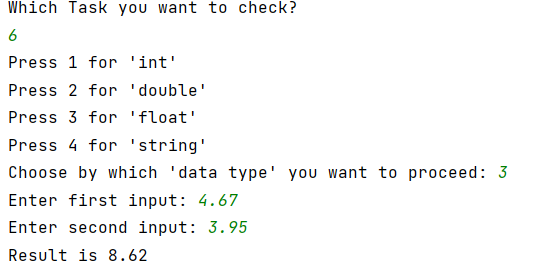 Which Task you want to check?
6
Press 1 for 'int'
Press 2 for 'double'
Press 3 for 'float'
Press 4 for 'string'
Choose by which 'data type' you want to proceed: 3
Enter first input: 4.67
Enter second input: 3.95
Result is 8.62